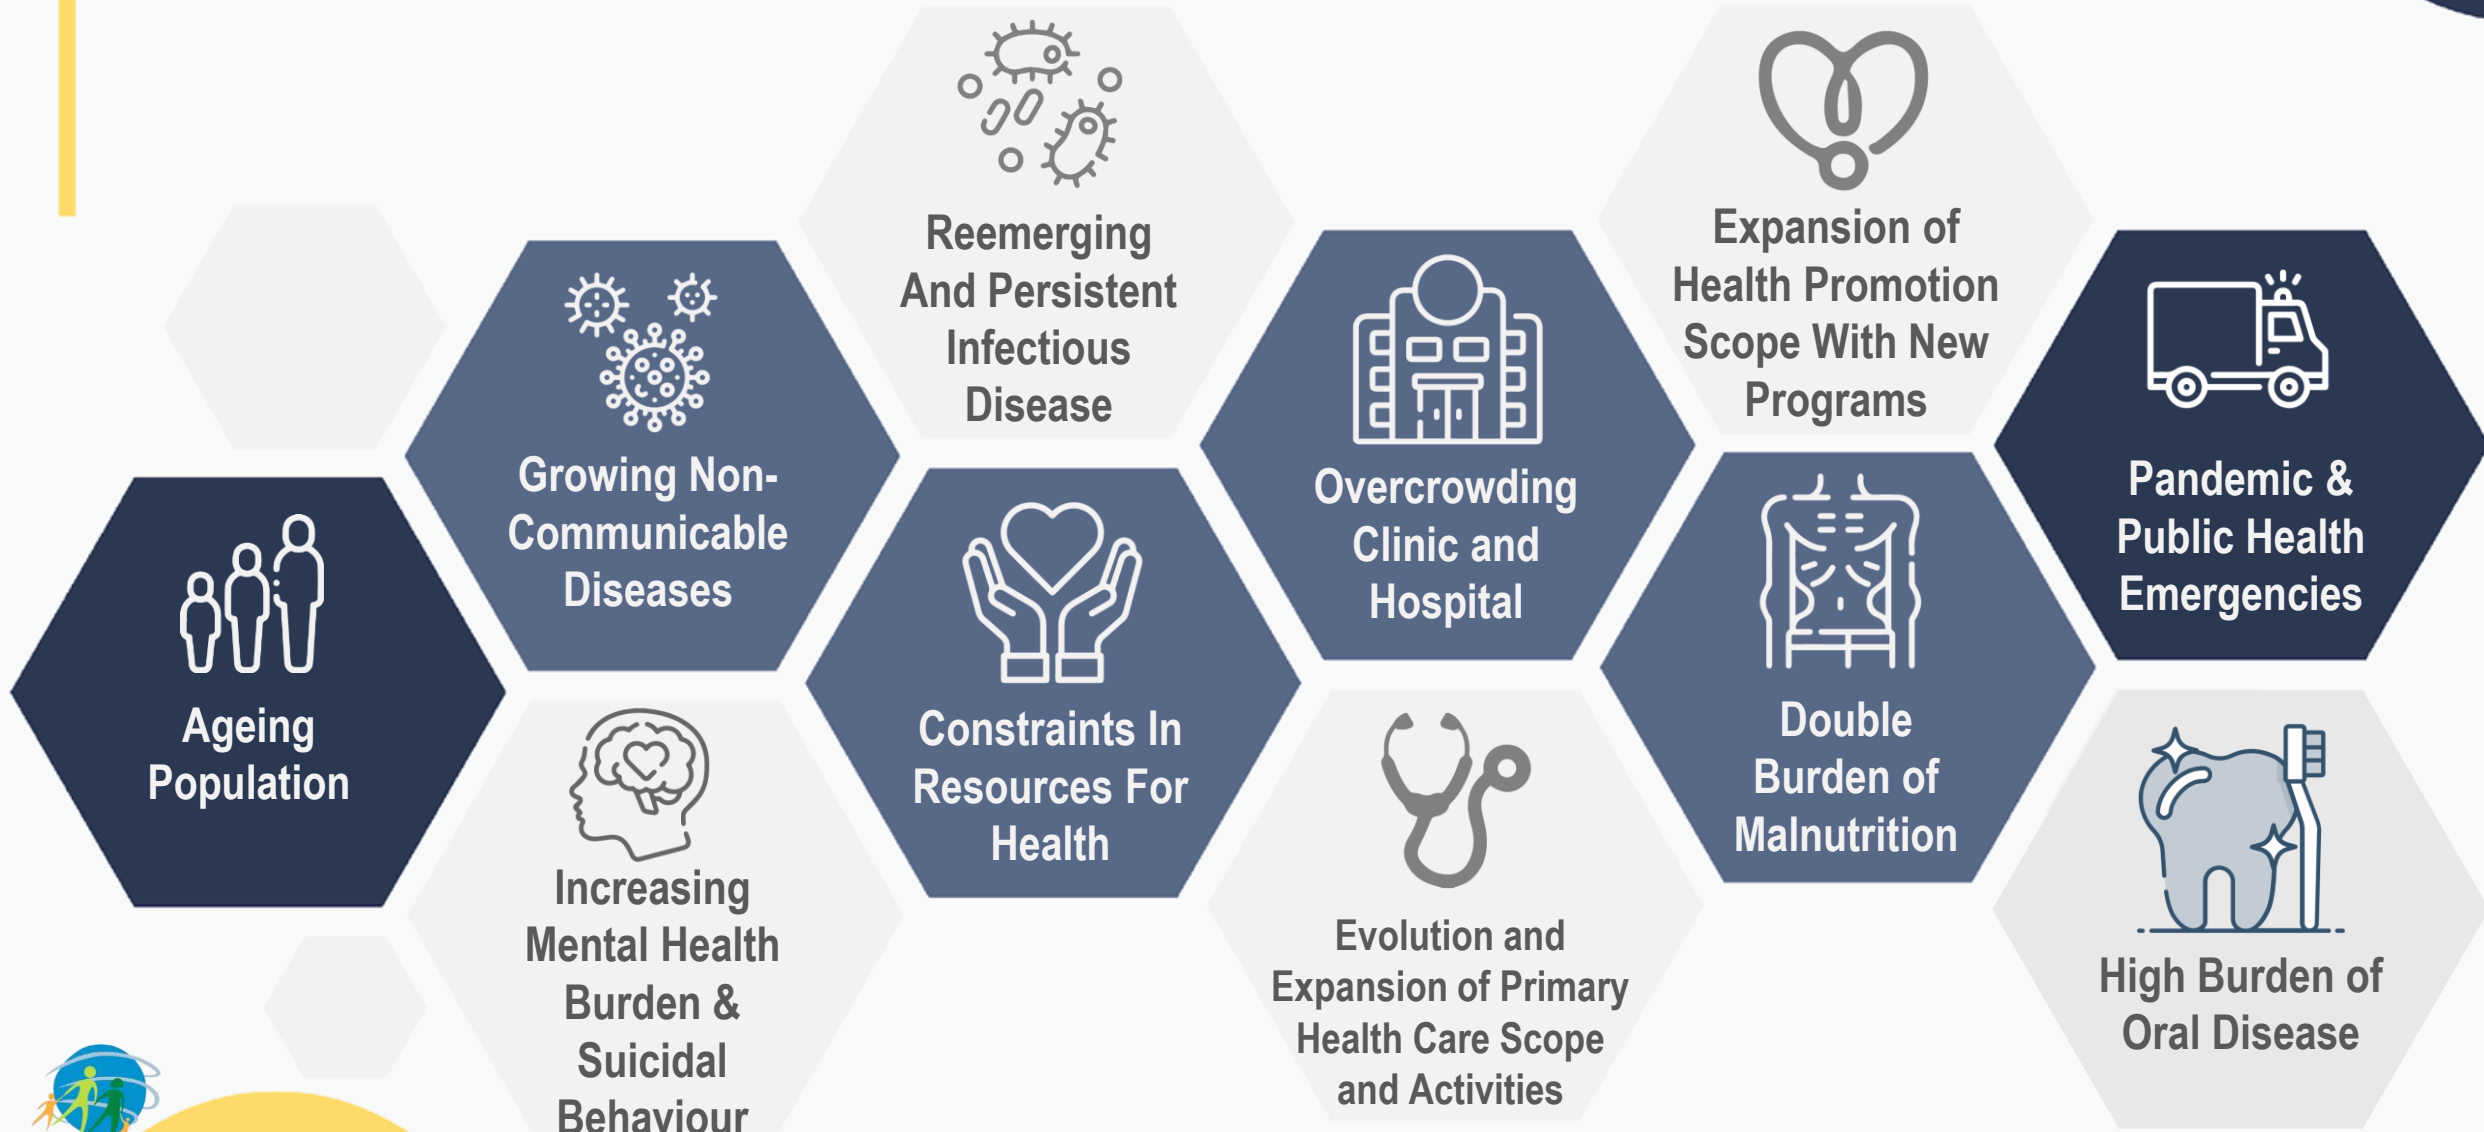 Ageing
Population
Growing Non-
Communicable
Diseases
Increasing
Mental Health
Burden &
Suicidal
Behaviour
Reemerging
And Persistent
Infectious
Disease
Constraints In
Resources For
Health
Overcrowding
Clinic and
Hospital
Evolution and
Expansion of Primary
Health Care Scope
and Activities
Expansion of
Health Promotion
Scope With New
Programs
Double
Burden of
Malnutrition
Pandemic &
Public Health
Emergencies
High Burden of
Oral Disease